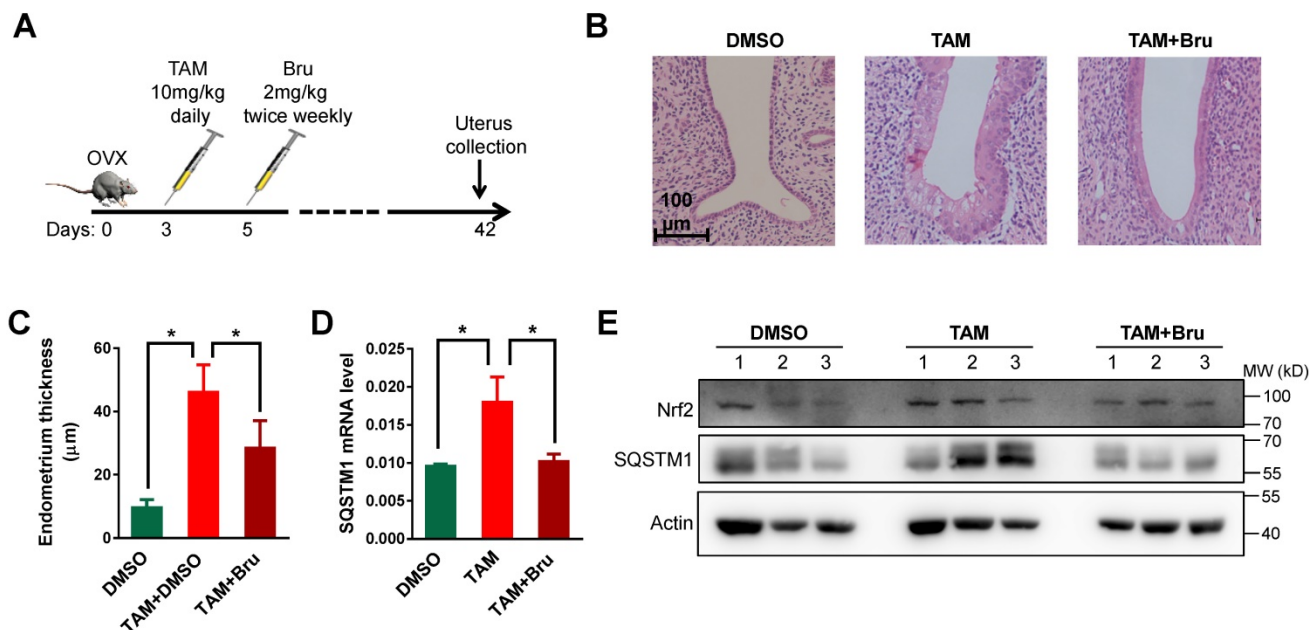 A
TAM
10mg/kg
daily
Bru
2mg/kg
twice weekly
Uterus
collection
OVX
Days: 0 3 5 42
B
DMSO TAM TAM+Bru
100
µm
C
Endometrium thickness
(µm)
60
40
20
0
* *
DMSO
TAM+DMSO
TAM+Bru
D
SQSTM1 mRNA level
0.025
0.020
0.015
0.010
0.005
0.000
* *
DMSO
TAM
TAM+Bru
E
DMSO TAM TAM+Bru
1 2 3 1 2 3 1 2 3
MW (kD)
Nrf2
100
70
SQSTM1
70
55
Actin
55
40